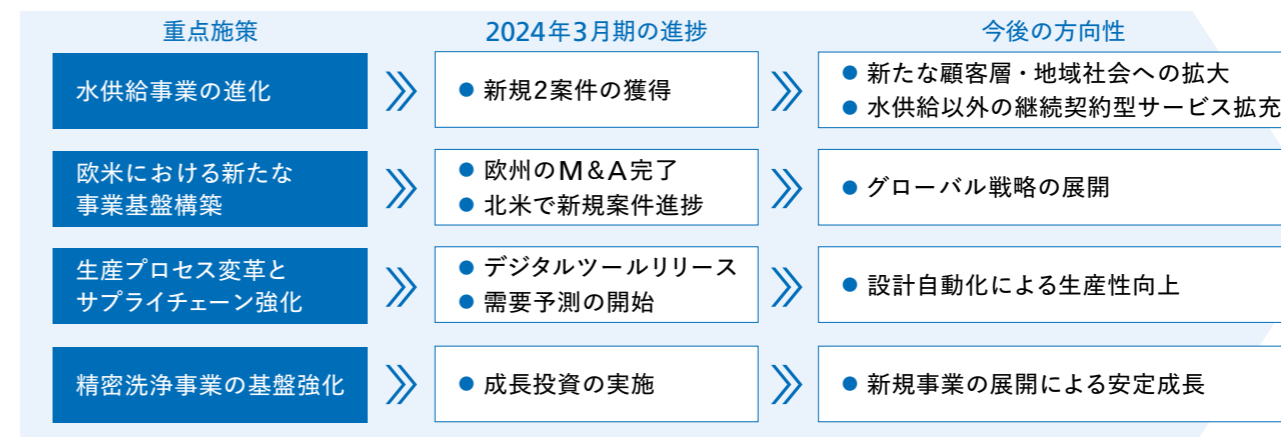 重点施策
2024年3月期の進捗
今後の方向性
水供給事業の進化
● 新規2案件の獲得
● 新たな顧客層・地域社会への拡大
● 水供給以外の継続契約型サービス拡充
欧米における新たな
事業基盤構築
● 欧州のM&A完了
● 北米で新規案件進捗
● グローバル戦略の展開
生産プロセス変革と
サプライチェーン強化
● デジタルツールリリース
● 需要予測の開始
● 設計自動化による生産性向上
精密洗浄事業の基盤強化
● 成長投資の実施
● 新規事業の展開による安定成長